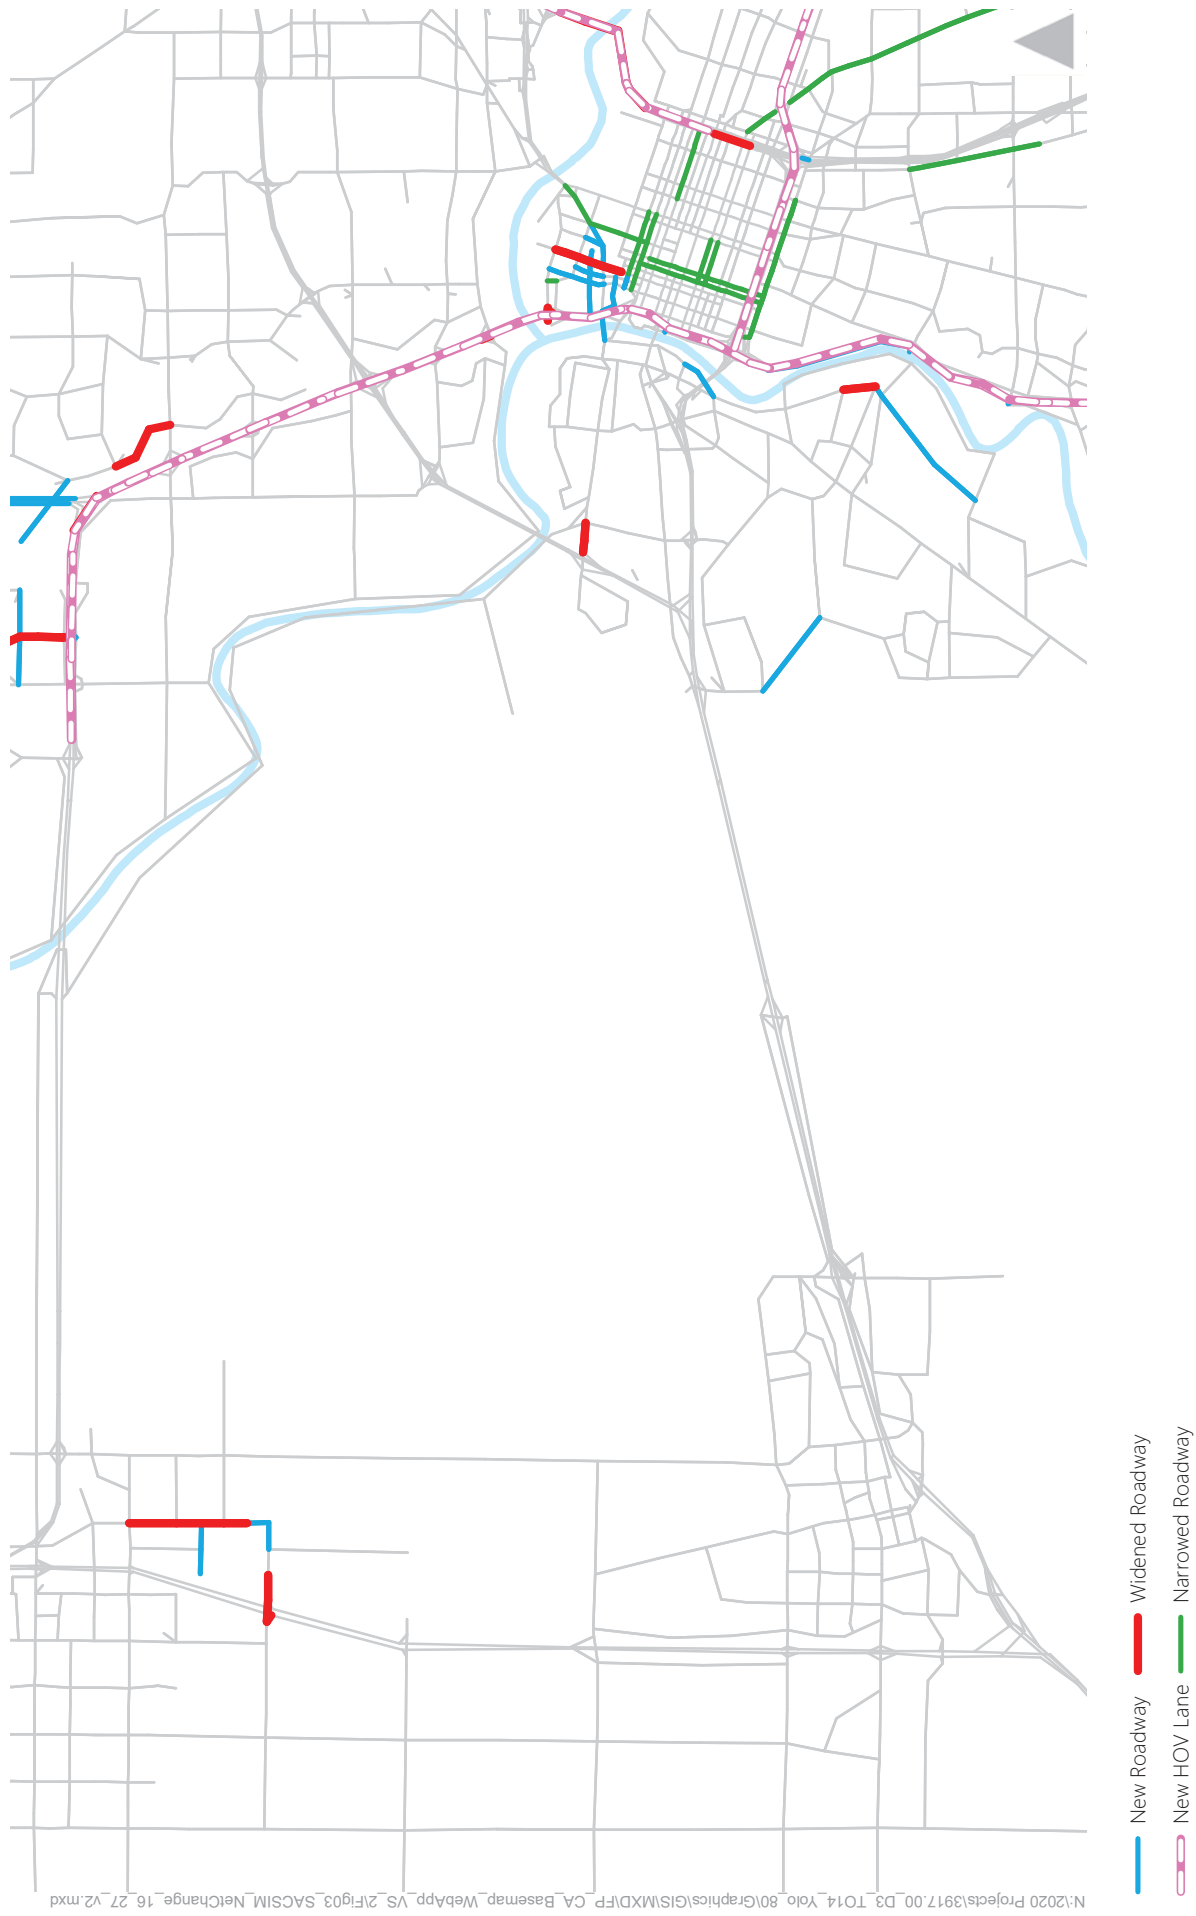 New Roadway
Widened Roadway
New HOV Lane
Narrowed Roadway
N:\2020 Projects\3917.00_D3_TO14_Yolo_80\Graphics\GIS\MXD\FP_CA_Basemap_WebApp_VS_2\Fig03_SACSIM_NetChange_16_27_v2.mxd